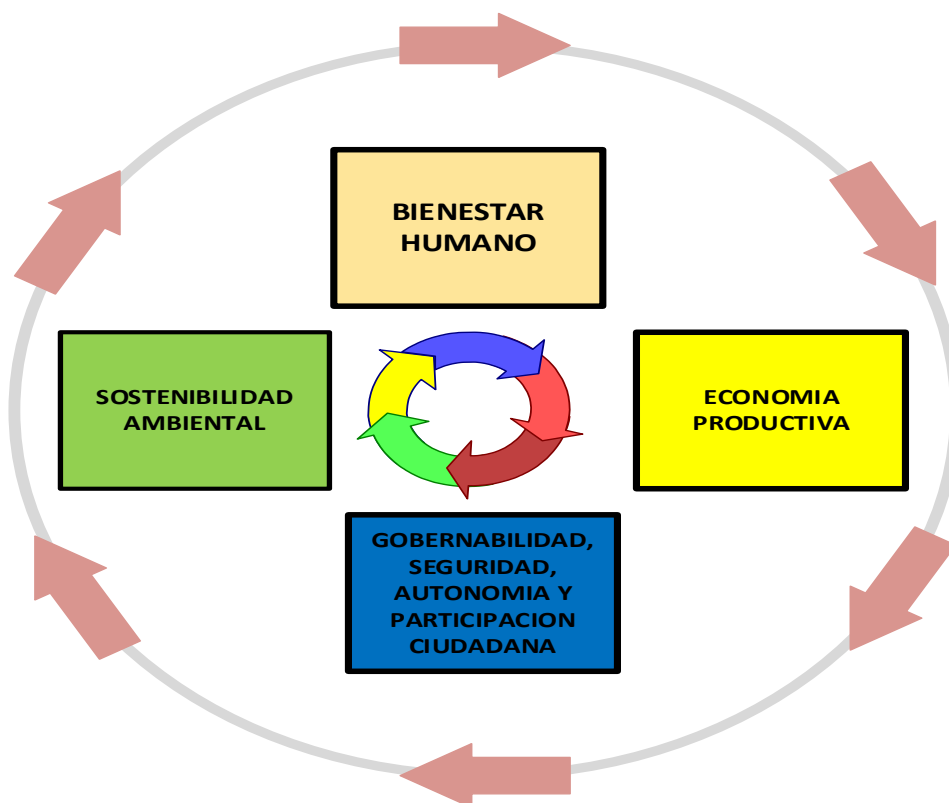 BIENESTAR
HUMANO
SOSTENIBILIDAD
AMBIENTAL
ECONOMIA
PRODUCTIVA
GOBERNABILIDAD,
SEGURIDAD,
AUTONOMIA Y
PARTICIPACION
CIUDADANA